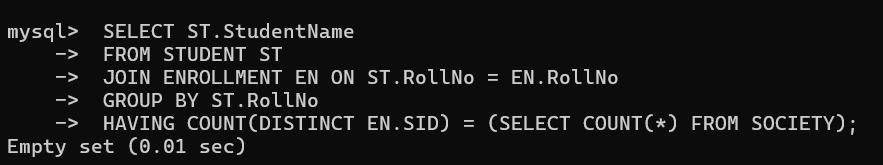 mysql>  SELECT ST.StudentName
    ->  FROM STUDENT ST
    ->  JOIN ENROLLMENT EN ON ST.RollNo = EN.RollNo
    ->  GROUP BY ST.RollNo
    ->  HAVING COUNT(DISTINCT EN.SID) = (SELECT COUNT(*) FROM SOCIETY);
Empty set (0.01 sec)